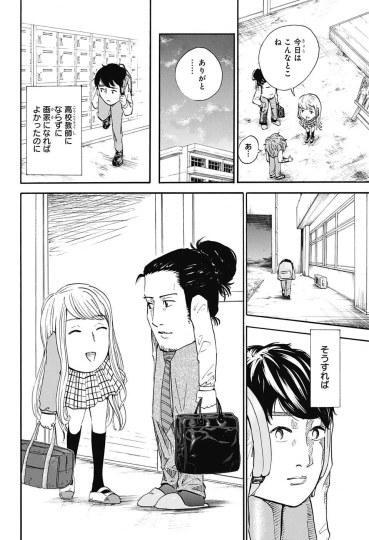 今日は
こんなとこ
ね
あ…
ありがと
……
高校教師に
ならずに
画家になれば
よかったのに
そうすれば